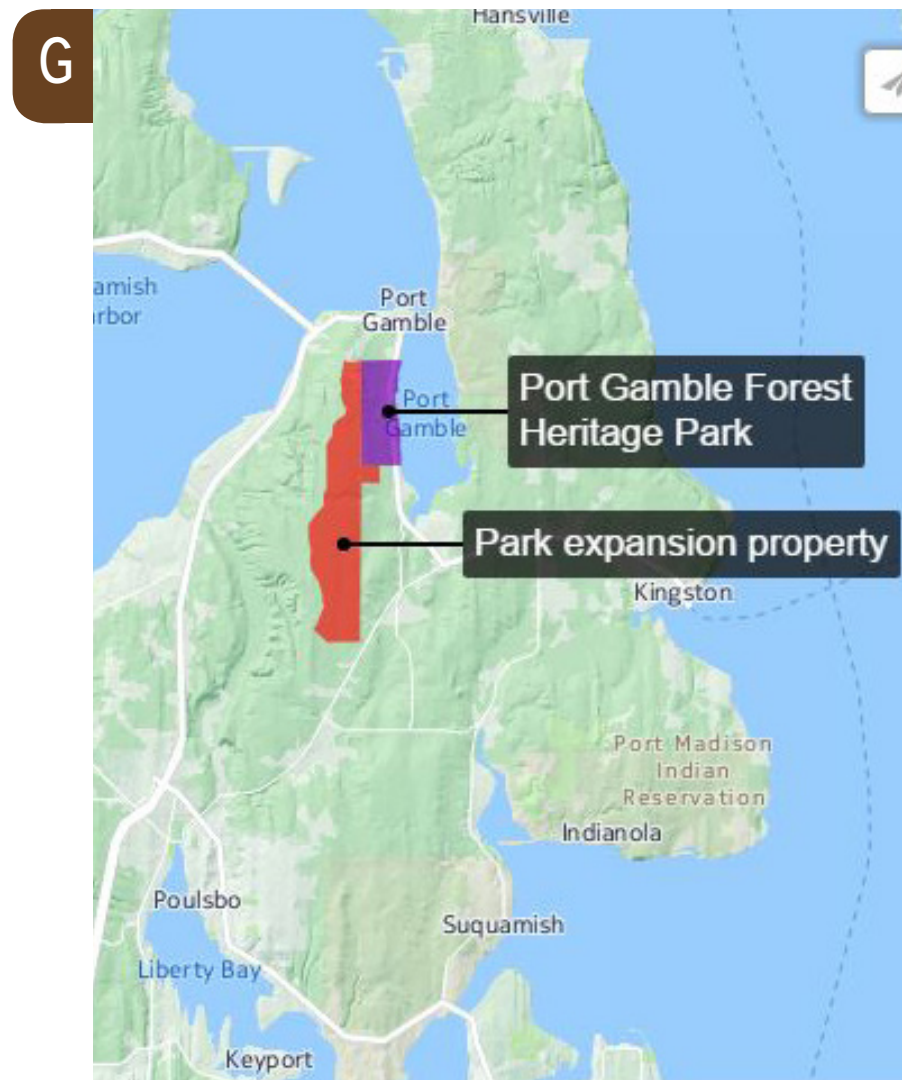 Hansville
G
amish
rbor
Port
Gamble
Port Gamble Forest
Heritage Park
Port
Gamble
Park expansion property
Kingston
Port Madison
Indian
Reservation
Indianola
Poulsbo
Suquamish
Liberty Bay
Keyport